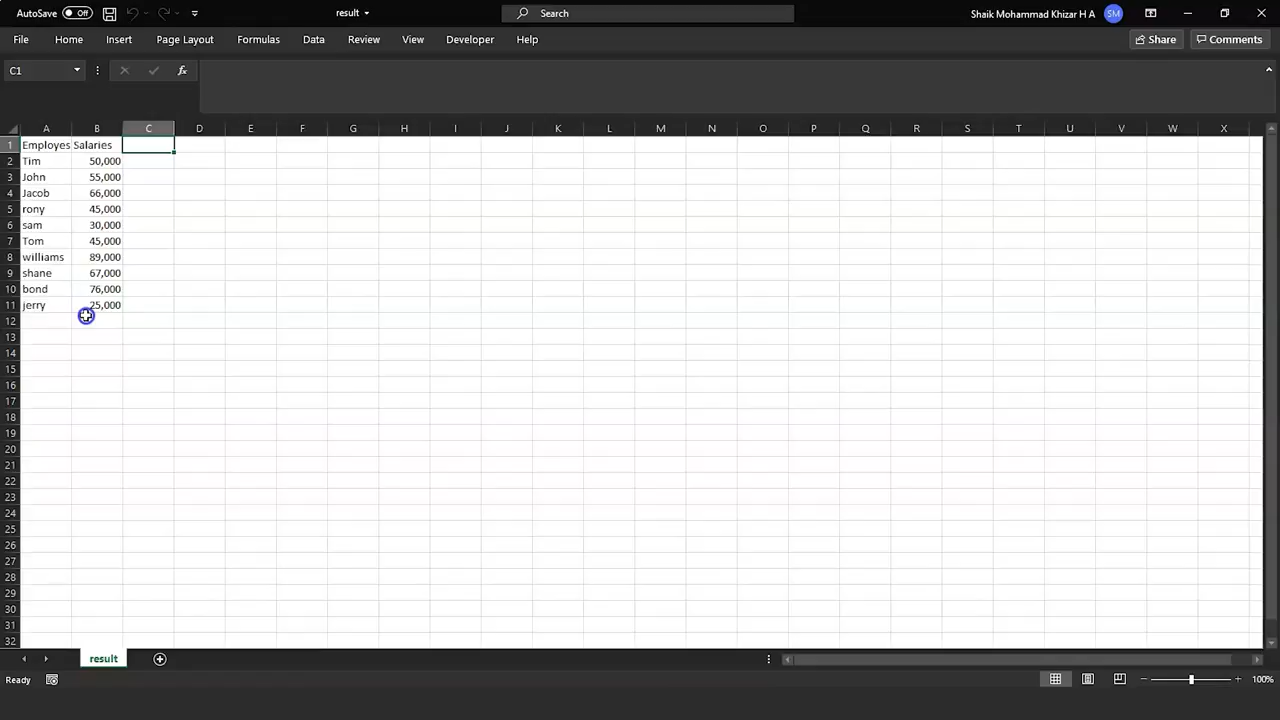 AutoSave Off result Search Shaik Mohammad Khizar H A SM
File Home Insert Page Layout Formulas Data Review View Developer Help Share Comments
C1 fx
A B C D E F G H I J K L M N O P Q R S T U V W X
1 Employes Salaries
2 Tim 50,000
3 John 55,000
4 Jacob 66,000
5 rony 45,000
6 sam 30,000
7 Tom 45,000
8 williams 89,000
9 shane 67,000
10 bond 76,000
11 jerry 25,000
12
13
14
15
16
17
18
19
20
21
22
23
24
25
26
27
28
29
30
31
32
result
Ready 100%